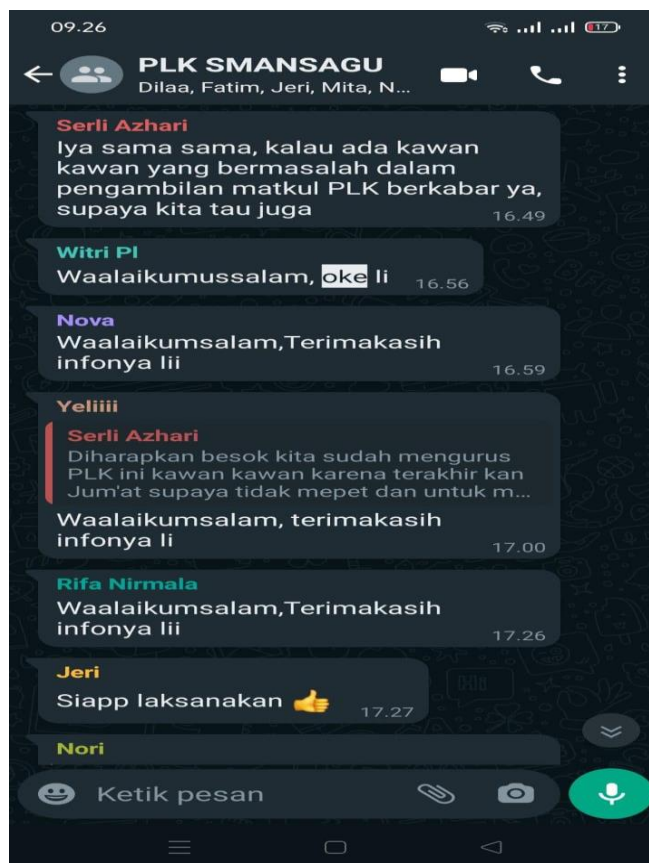 09.26
17
PLK SMANSAGU
Dilaa, Fatim, Jeri, Mita, N...
Serli Azhari
Iya sama sama, kalau ada kawan
kawan yang bermasalah dalam
pengambilan matkul PLK berkabar ya,
supaya kita tau juga
16.49
Witri Pl
Waalaikumussalam, oke li 16.56
Nova
Waalaikumsalam,Terimakasih
infonya lii
16.59
Yeliiii
Serli Azhari
Diharapkan besok kita sudah mengurus
PLK ini kawan kawan karena terakhir kan
Jum'at supaya tidak mepet dan untuk m...
Waalaikumsalam, terimakasih
infonya li
17.00
Rifa Nirmala
Waalaikumsalam,Terimakasih
infonya lii
17.26
Jeri
Siapp laksanakan 👍 17.27
Nori
Ketik pesan